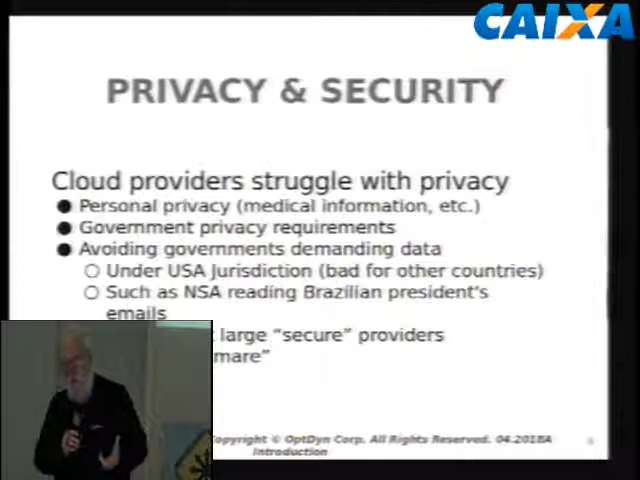 CAIXA
PRIVACY & SECURITY
Cloud providers struggle with privacy
● Personal privacy (medical information, etc.)
● Government privacy requirements
● Avoiding governments demanding data
○ Under USA Jurisdiction (bad for other countries)
○ Such as NSA reading Brazilian president's
emails
large “secure” providers
mare”
opyright © OptDyn Corp. All Rights Reserved. 04.2018A
Introduction